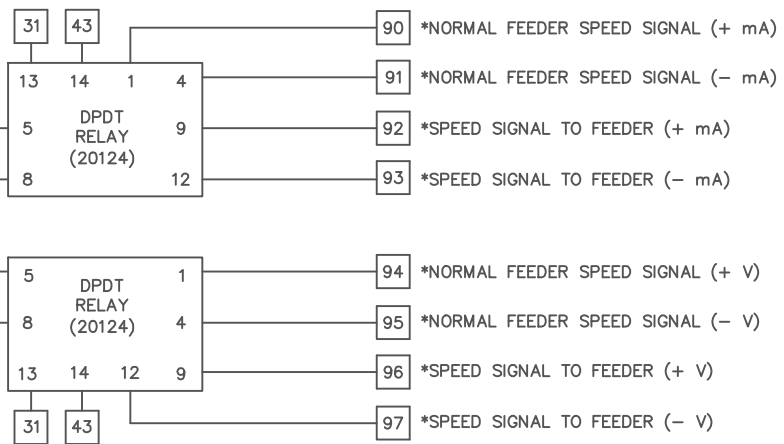 31 43 90 *NORMAL FEEDER SPEED SIGNAL (+ mA)
13 14 1 4 91 *NORMAL FEEDER SPEED SIGNAL (− mA)
DPDT
5 RELAY 9 92 *SPEED SIGNAL TO FEEDER (+ mA)
(20124)
8 12 93 *SPEED SIGNAL TO FEEDER (− mA)
5 1 94 *NORMAL FEEDER SPEED SIGNAL (+ V)
DPDT
RELAY
8 (20124) 4 95 *NORMAL FEEDER SPEED SIGNAL (− V)
13 14 12 9 96 *SPEED SIGNAL TO FEEDER (+ V)
31 43 97 *SPEED SIGNAL TO FEEDER (− V)